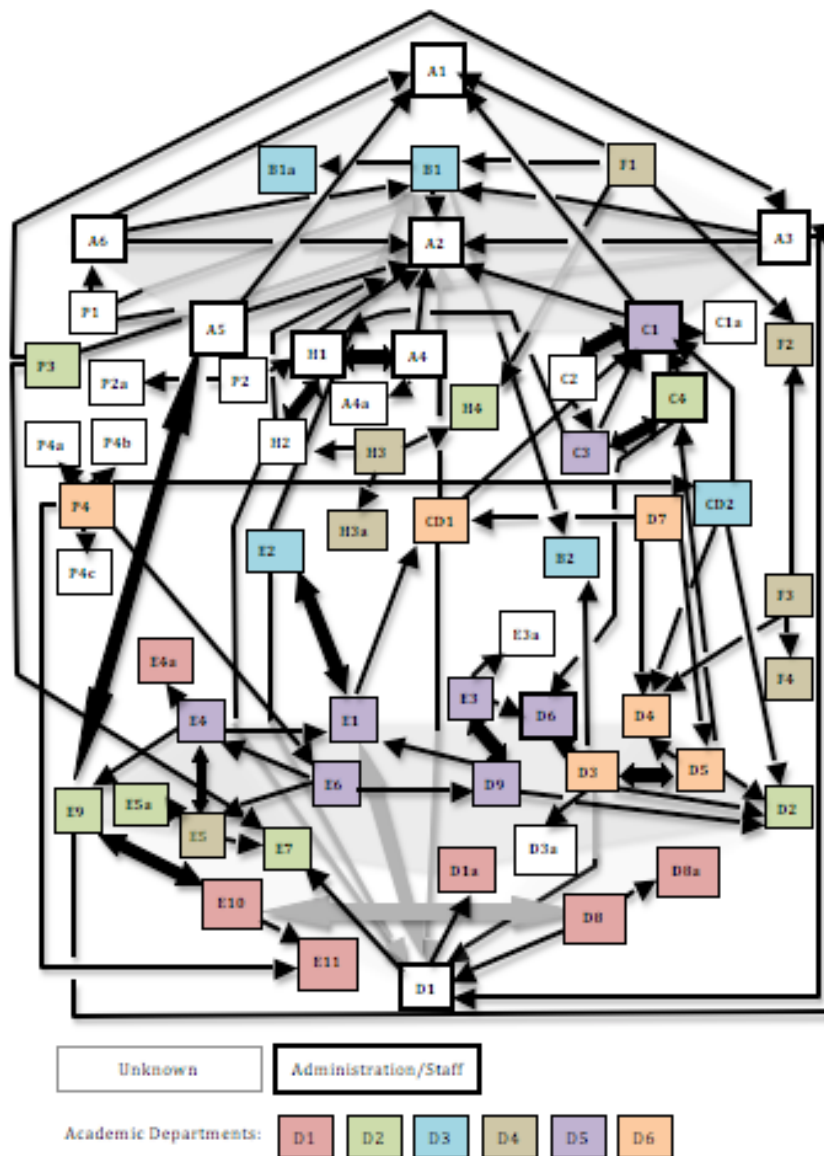 A1
B1a
B1
F1
A6
A2
A3
P1
A5
C1
C1a
P3
P2a
P2
H1
A4
C2
F2
A4a
H4
C4
P4a
P4b
H2
H3
C3
P4
H3a
CD1
D7
CD2
E2
B2
P4c
F3
E3a
E4a
F4
E4
E1
E3
D6
D4
E6
D9
D3
D5
E9
E5a
E5
E7
D3a
D2
D1a
D8a
E10
D8
E11
D1
Unknown
Administration/Staff
Academic Departments:
D1
D2
D3
D4
D5
D6